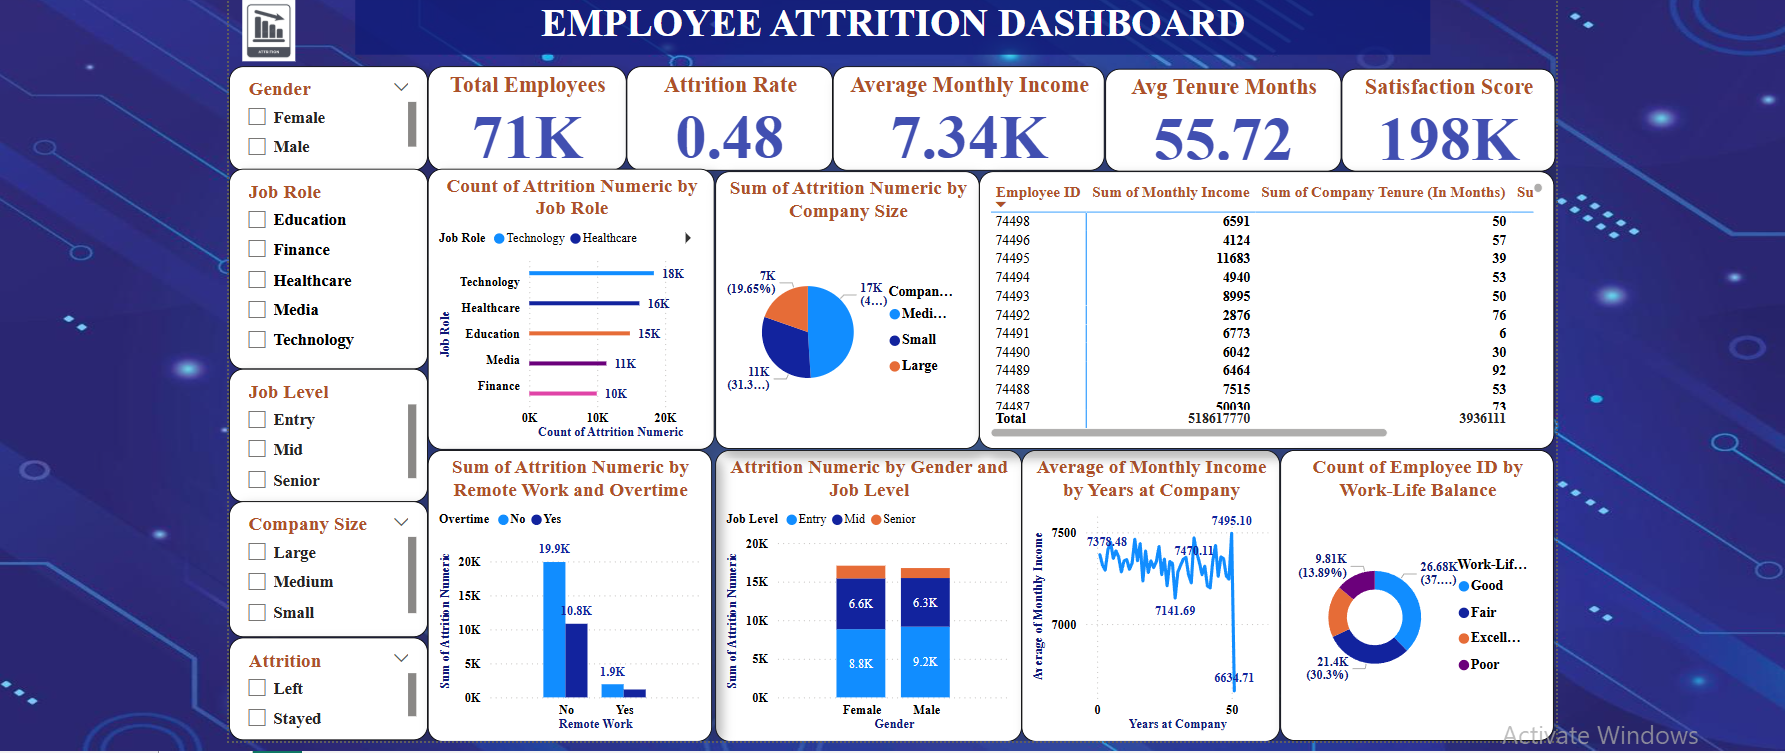 EMPLOYEE ATTRITION DASHBOARD
ATTRITION
Gender
Female
Male
Total Employees
71K
Attrition Rate
0.48
Average Monthly Income
7.34K
Avg Tenure Months
55.72
Satisfaction Score
198K
Job Role
Education
Finance
Healthcare
Media
Technology
Job Level
Entry
Mid
Senior
Company Size
Large
Medium
Small
Attrition
Left
Stayed
Count of Attrition Numeric by
Job Role
Job Role Technology Healthcare
Job Role
Technology 18K
Healthcare 16K
Education 15K
Media 11K
Finance 10K
0K 10K 20K
Count of Attrition Numeric
Sum of Attrition Numeric by
Company Size
7K
(19.65%)
17K
(4...)
11K
(31.3...)
Compan...
Medi...
Small
Large
Employee ID Sum of Monthly Income Sum of Company Tenure (In Months) Su
74498 6591 50
74496 4124 57
74495 11683 39
74494 4940 53
74493 8995 50
74492 2876 76
74491 6773 6
74490 6042 30
74489 6464 92
74488 7515 53
74487 50030 73
Total 518617770 3936111
Sum of Attrition Numeric by
Remote Work and Overtime
Overtime No Yes
Sum of Attrition Numeric
20K
15K
10K
5K
0K
19.9K
10.8K
1.9K
No Yes
Remote Work
Attrition Numeric by Gender and
Job Level
Job Level Entry Mid Senior
Sum of Attrition Numeric
20K
15K
10K
5K
0K
6.6K 6.3K
8.8K 9.2K
Female Male
Gender
Average of Monthly Income
by Years at Company
Average of Monthly Income
7500
7000
7495.10
7378.48
7470.11
7141.69
6634.71
0 50
Years at Company
Count of Employee ID by
Work-Life Balance
9.81K
(13.89%)
26.68K
(37....)
21.4K
(30.3%)
Work-Lif...
Good
Fair
Excell...
Poor
Activate Windows